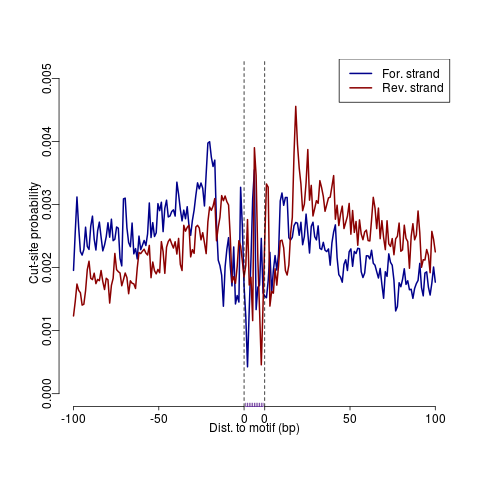 For. strand
Rev. strand
Cut-site probability
0.005
0.004
0.003
0.002
0.001
0.000
-100 -50 0 0 50 100
Dist. to motif (bp)